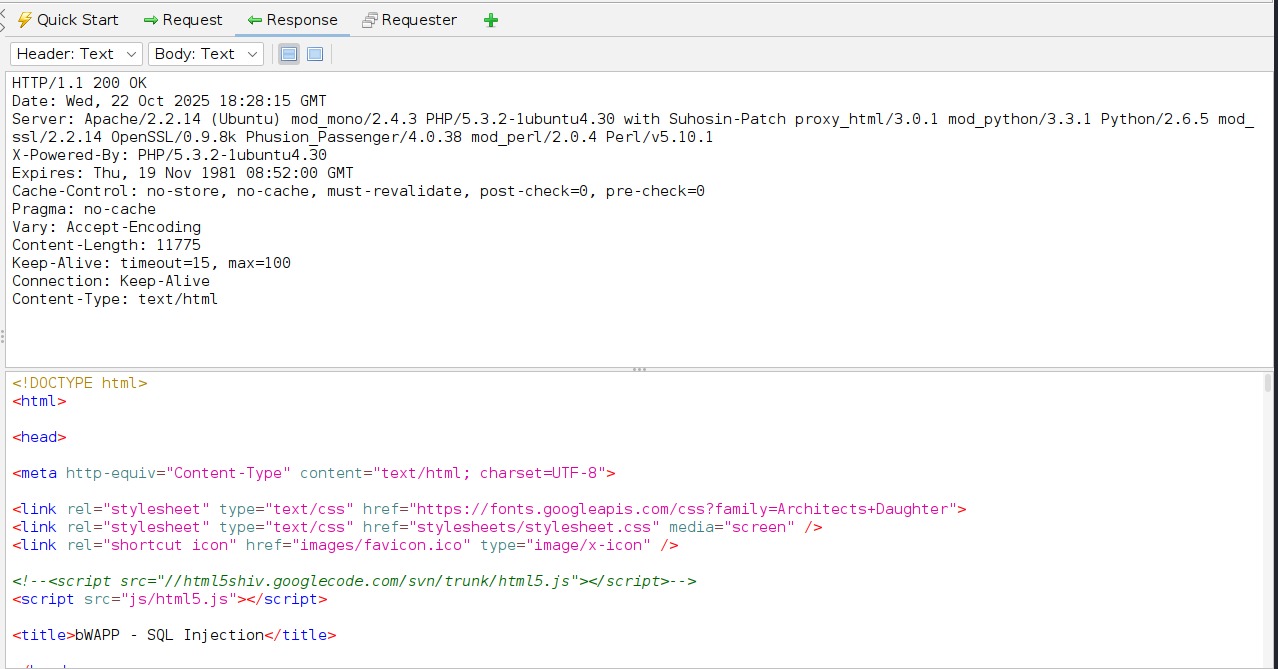 Quick Start Request Response Requester
Header: Text Body: Text
HTTP/1.1 200 OK
Date: Wed, 22 Oct 2025 18:28:15 GMT
Server: Apache/2.2.14 (Ubuntu) mod_mono/2.4.3 PHP/5.3.2-1ubuntu4.30 with Suhosin-Patch proxy_html/3.0.1 mod_python/3.3.1 Python/2.6.5 mod_
ssl/2.2.14 OpenSSL/0.9.8k Phusion_Passenger/4.0.38 mod_perl/2.0.4 Perl/v5.10.1
X-Powered-By: PHP/5.3.2-1ubuntu4.30
Expires: Thu, 19 Nov 1981 08:52:00 GMT
Cache-Control: no-store, no-cache, must-revalidate, post-check=0, pre-check=0
Pragma: no-cache
Vary: Accept-Encoding
Content-Length: 11775
Keep-Alive: timeout=15, max=100
Connection: Keep-Alive
Content-Type: text/html
<!DOCTYPE html>
<html>
<head>
<meta http-equiv="Content-Type" content="text/html; charset=UTF-8">
<link rel="stylesheet" type="text/css" href="https://fonts.googleapis.com/css?family=Architects+Daughter">
<link rel="stylesheet" type="text/css" href="stylesheets/stylesheet.css" media="screen" />
<link rel="shortcut icon" href="images/favicon.ico" type="image/x-icon" />
<!--<script src="//html5shiv.googlecode.com/svn/trunk/html5.js"></script>-->
<script src="js/html5.js"></script>
<title>bWAPP - SQL Injection</title>